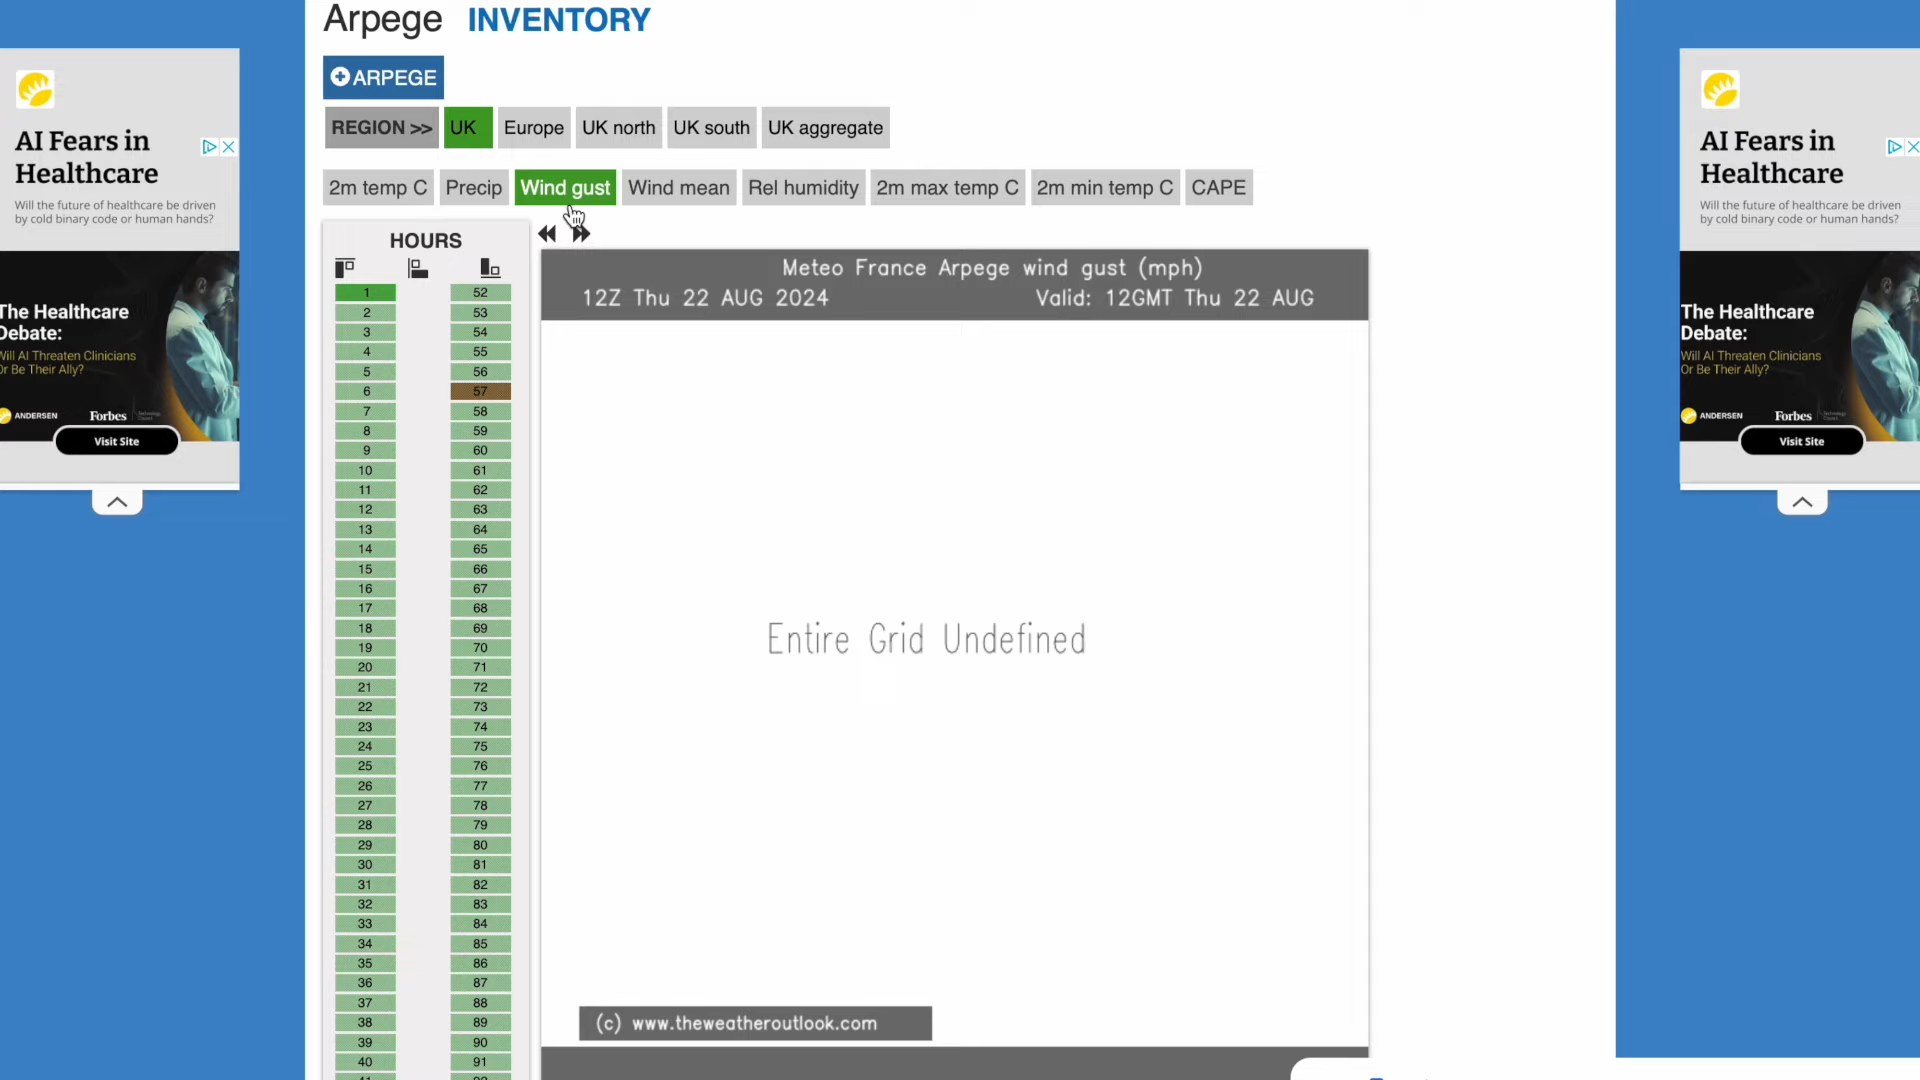 Arpege INVENTORY
ARPEGE
REGION >> UK Europe UK north UK south UK aggregate
2m temp C Precip Wind gust Wind mean Rel humidity 2m max temp C 2m min temp C CAPE
HOURS
1 52
2 53
3 54
4 55
5 56
6 57
7 58
8 59
9 60
10 61
11 62
12 63
13 64
14 65
15 66
16 67
17 68
18 69
19 70
20 71
21 72
22 73
23 74
24 75
25 76
26 77
27 78
28 79
29 80
30 81
31 82
32 83
33 84
34 85
35 86
36 87
37 88
38 89
39 90
40 91
Meteo France Arpege wind gust (mph)
12Z Thu 22 AUG 2024 Valid: 12GMT Thu 22 AUG
Entire Grid Undefined
(c) www.theweatheroutlook.com
AI Fears in
Healthcare
Will the future of healthcare be driven
by cold binary code or human hands?
The Healthcare
Debate:
Will AI Threaten Clinicians
Or Be Their Ally?
ANDERSEN Forbes
Visit Site
AI Fears in
Healthcare
Will the future of healthcare be driven
by cold binary code or human hands?
The Healthcare
Debate:
Will AI Threaten Clinicians
Or Be Their Ally?
ANDERSEN Forbes
Visit Site